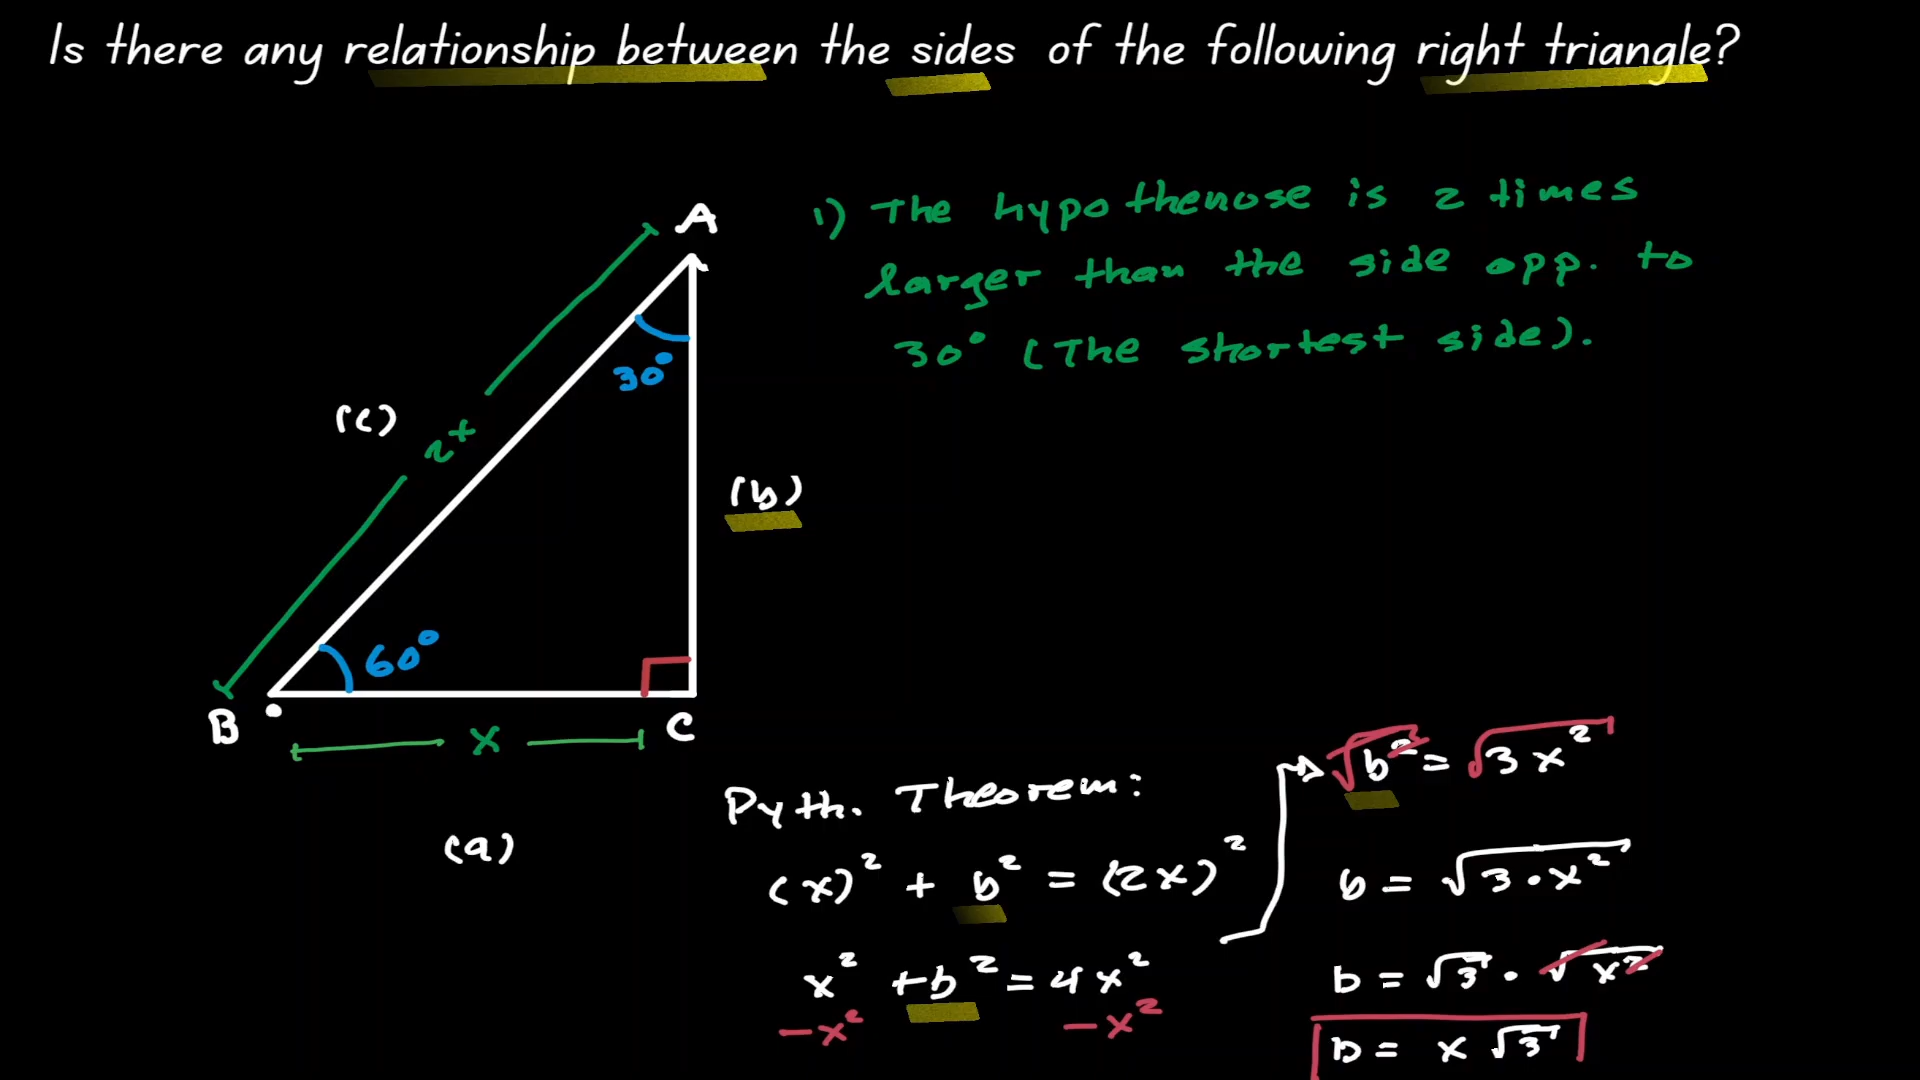 Is there any relationship between the sides of the following right triangle?
1) The hypothenose is 2 times
larger than the side opp. to
30° (The shortest side).
A
30°
(c)
2x
(b)
60°
B
C
x
(a)
Pyth. Theorem:
(x)² + b² = (2x)²
x² + b² = 4x²
-x² -x²
√b² = √3x²
b = √3·x²
b = √3 · √x²
b = x √3